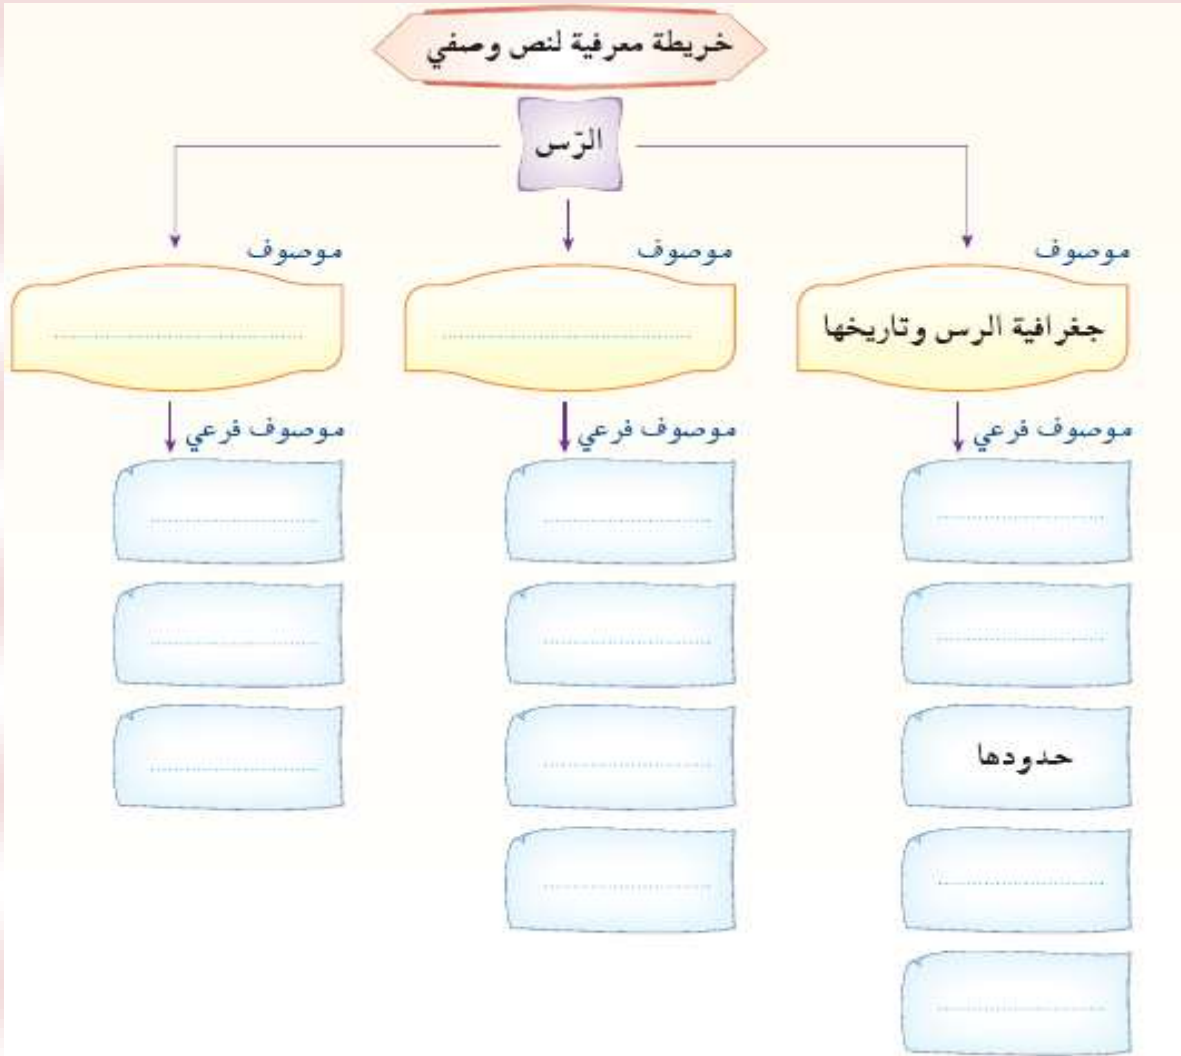 خريطة معرفية لنص وصفي
الرّس
موصوف
موصوف
موصوف
جغرافية الرس وتاريخها
موصوف فرعي
موصوف فرعي
موصوف فرعي
حدودها